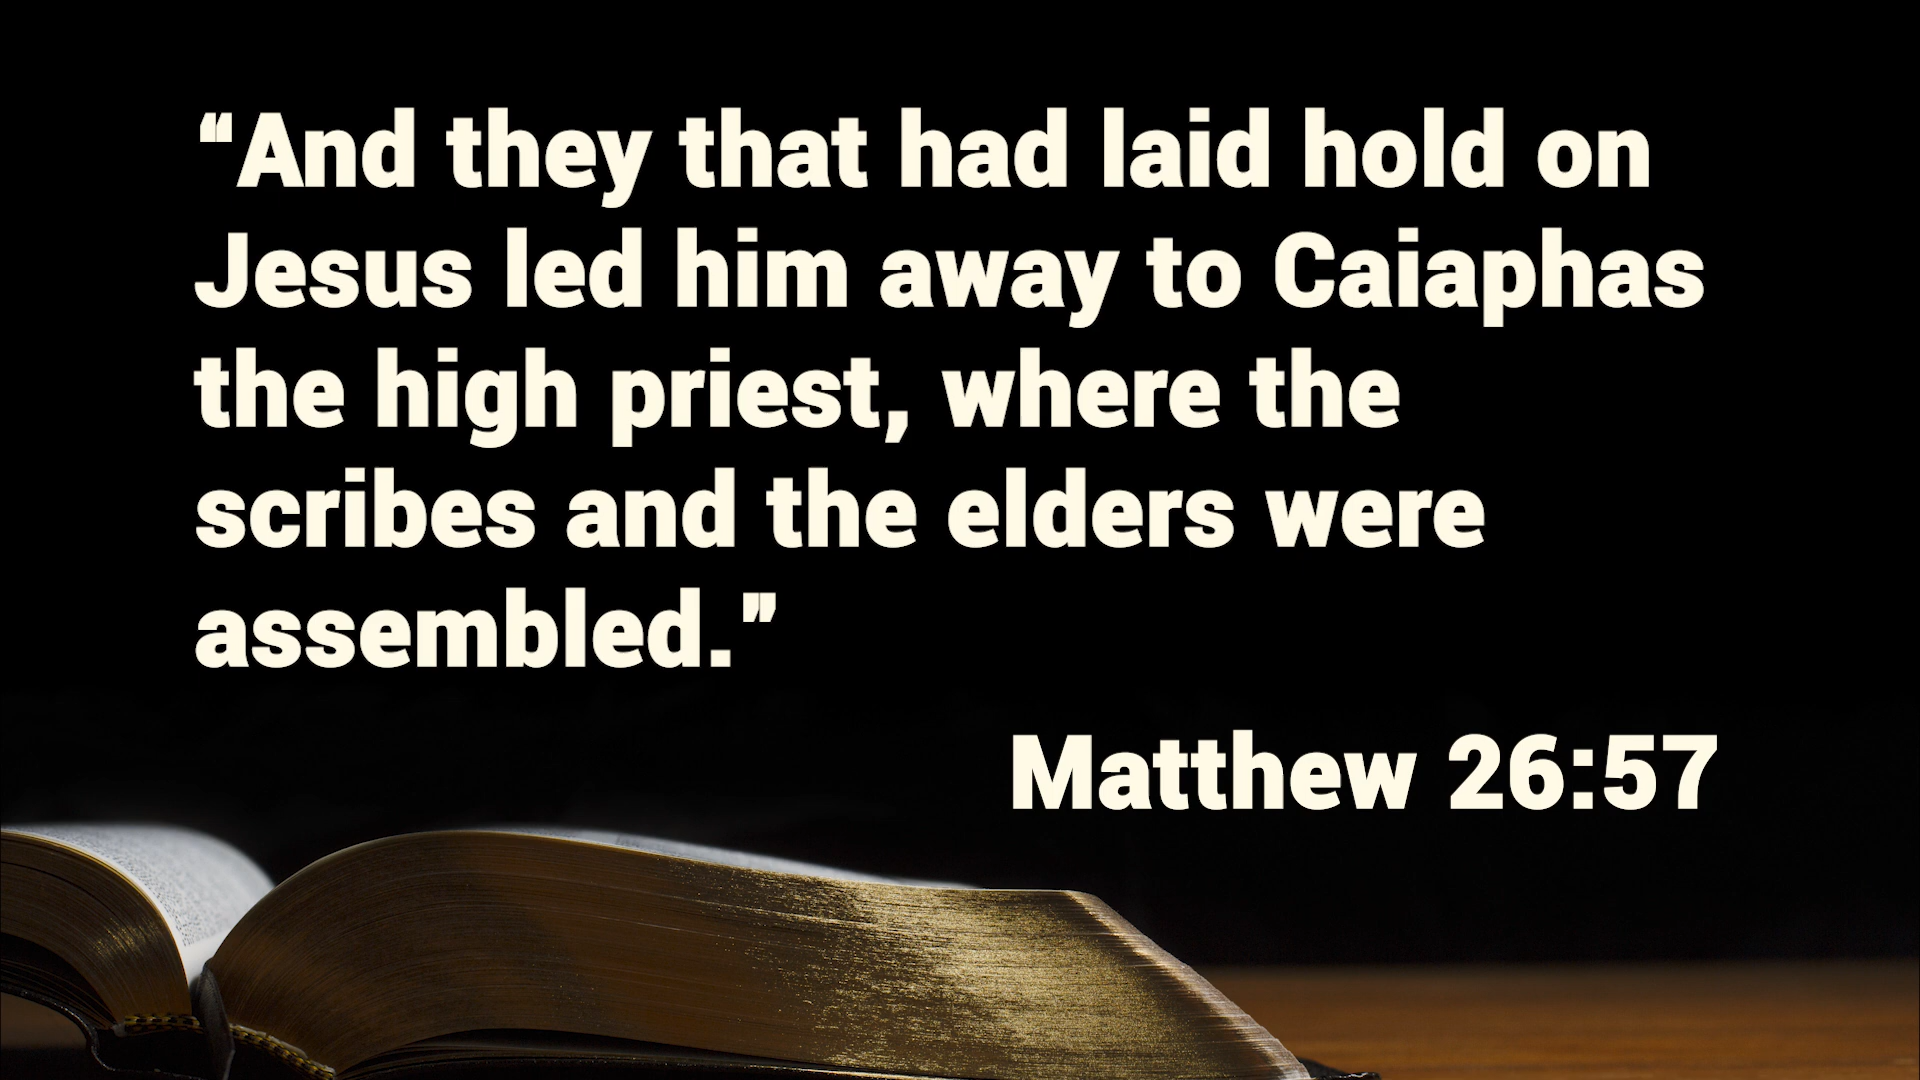 “And they that had laid hold on
Jesus led him away to Caiaphas
the high priest, where the
scribes and the elders were
assembled.”
Matthew 26:57